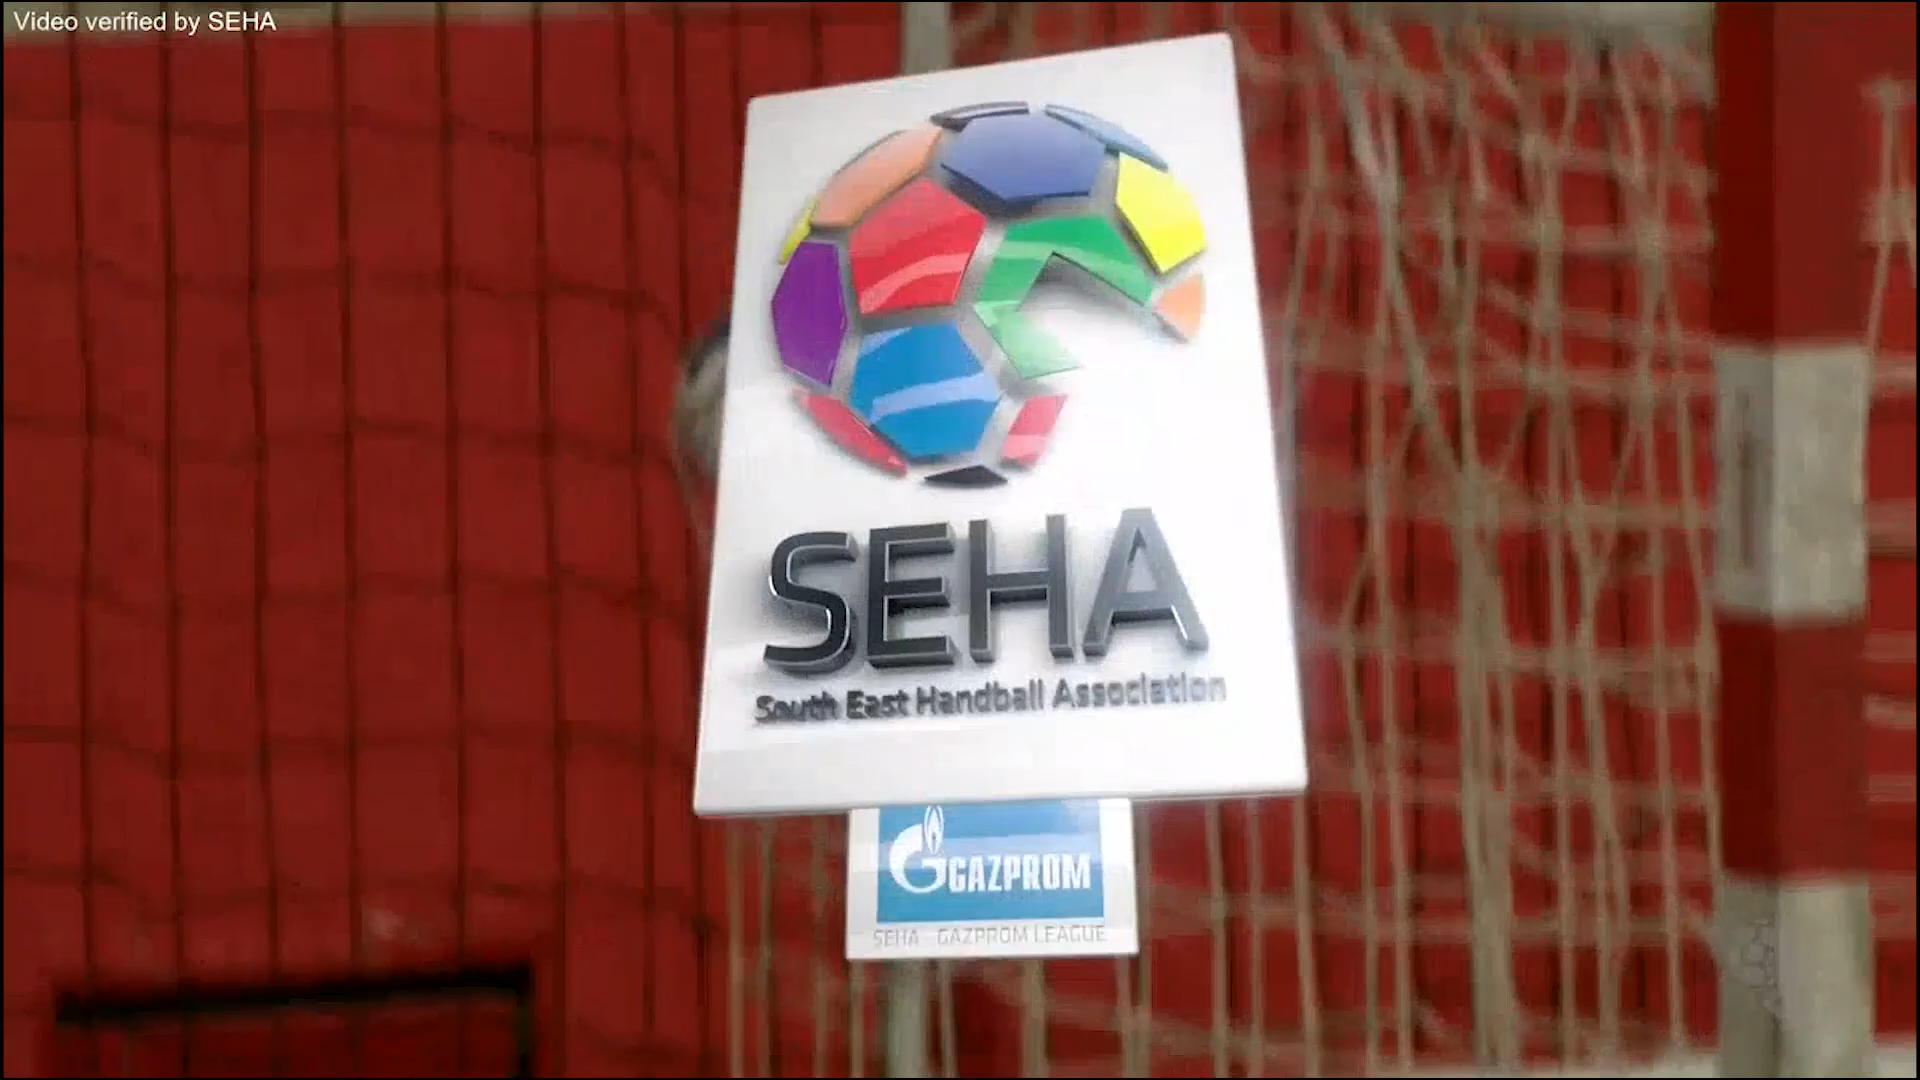 Video verified by SEHA
SEHA
South East Handball Association
GAZPROM
SEHA - GAZPROM LEAGUE